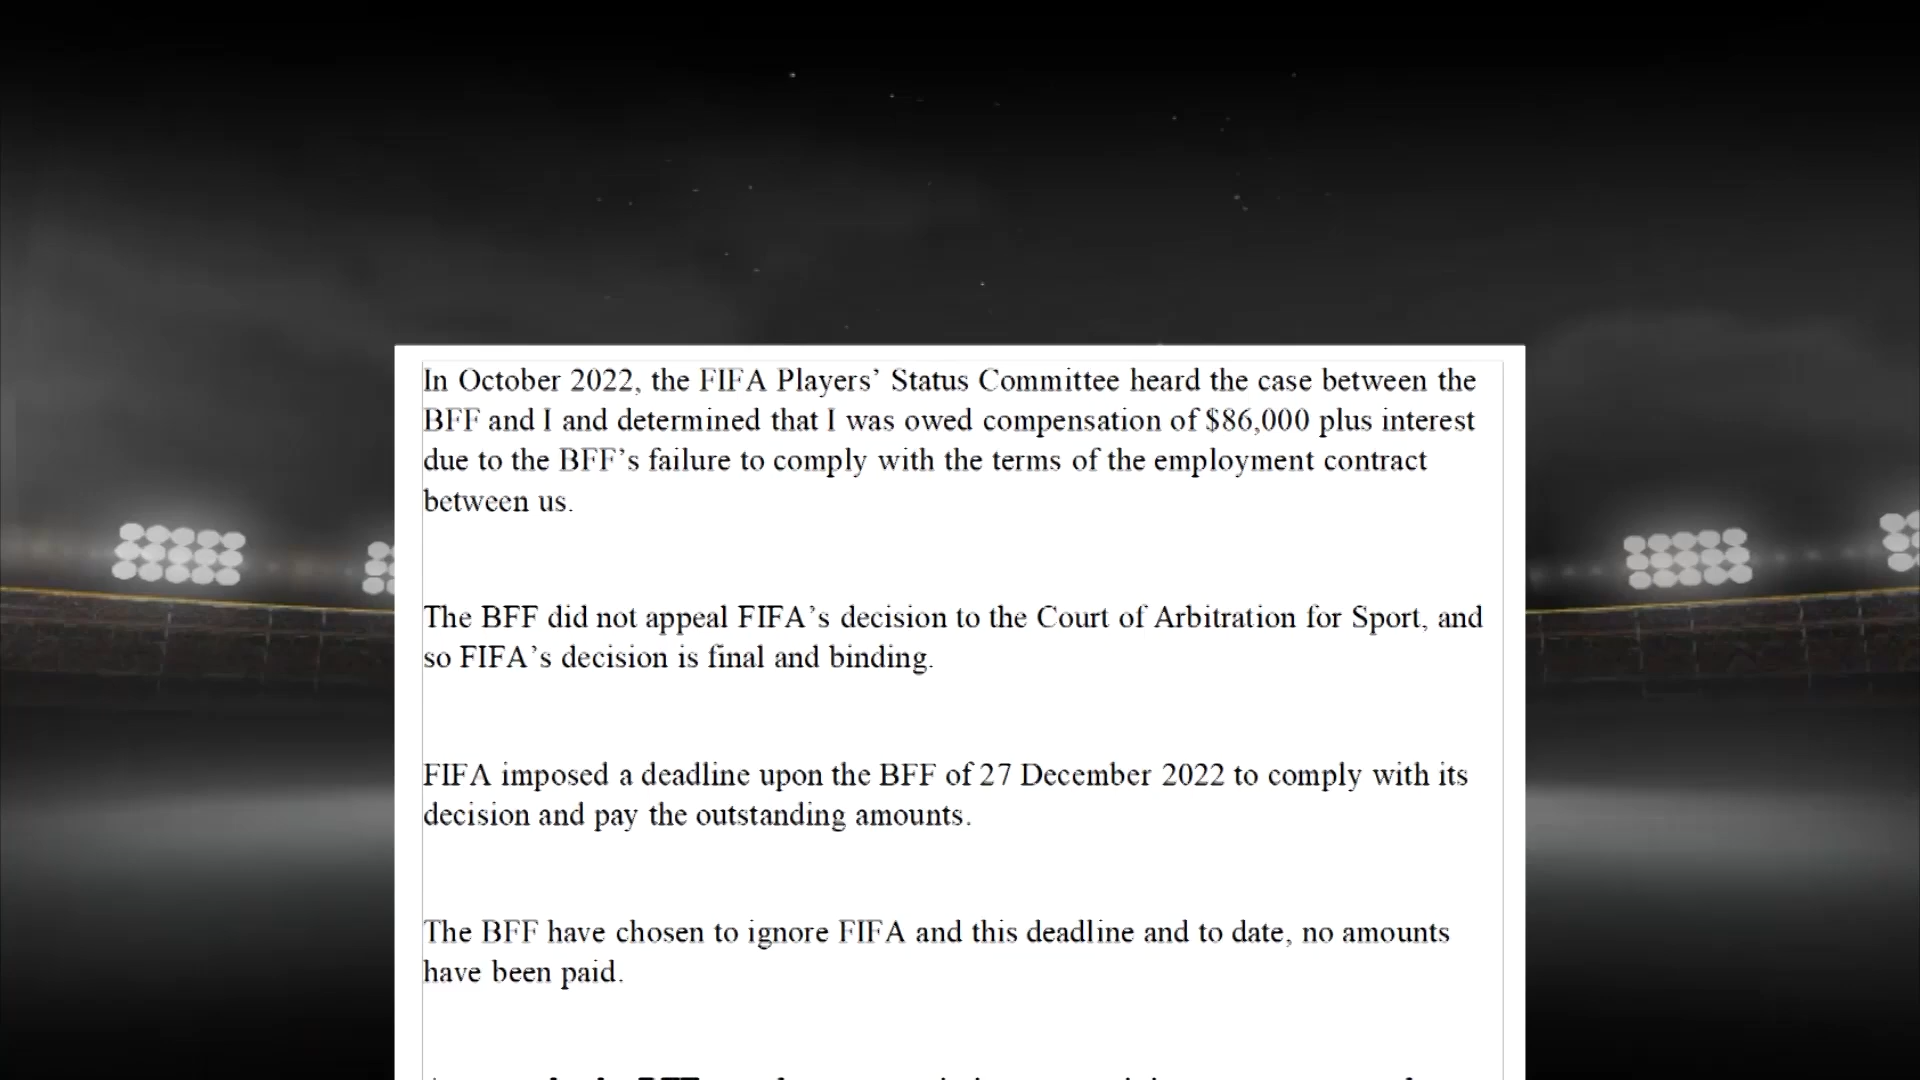 In October 2022, the FIFA Players’ Status Committee heard the case between the
BFF and I and determined that I was owed compensation of $86,000 plus interest
due to the BFF’s failure to comply with the terms of the employment contract
between us.
The BFF did not appeal FIFA’s decision to the Court of Arbitration for Sport, and
so FIFA’s decision is final and binding.
FIFA imposed a deadline upon the BFF of 27 December 2022 to comply with its
decision and pay the outstanding amounts.
The BFF have chosen to ignore FIFA and this deadline and to date, no amounts
have been paid.
BFF